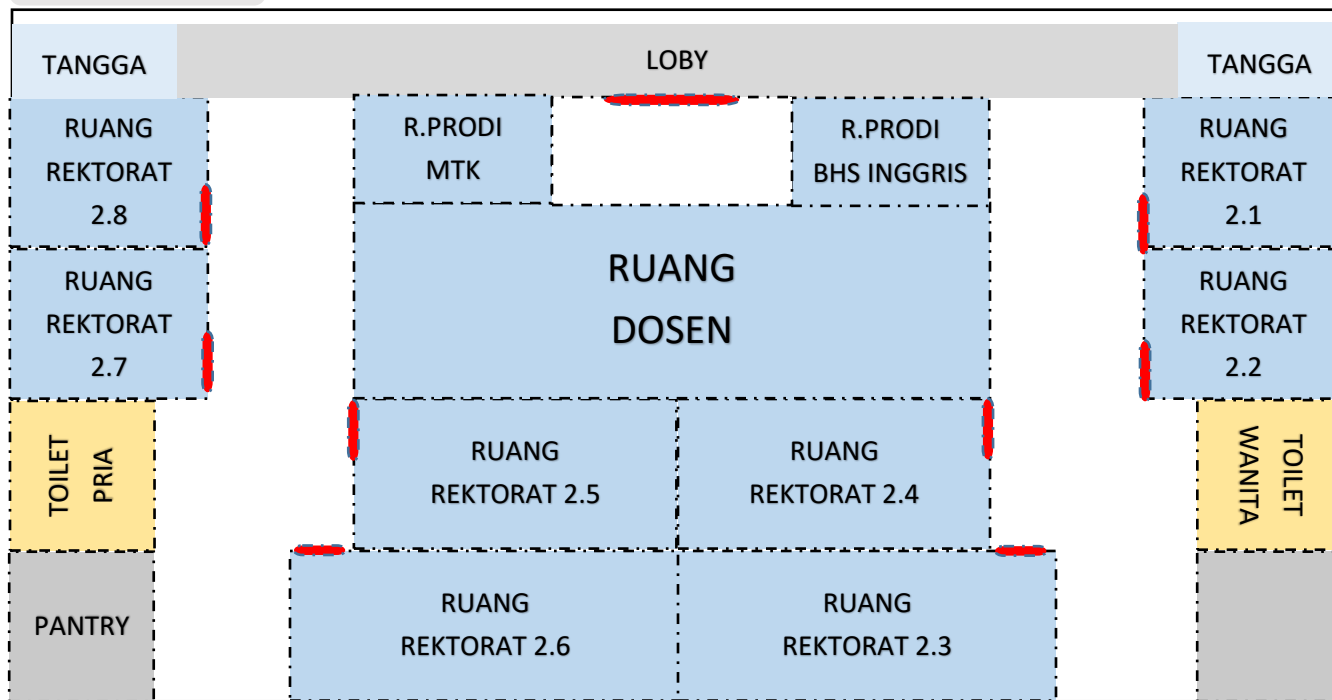 TANGGA
LOBY
TANGGA
RUANG
REKTORAT
2.8
R.PRODI
MTK
R.PRODI
BHS INGGRIS
RUANG
REKTORAT
2.1
RUANG
REKTORAT
2.7
RUANG
DOSEN
RUANG
REKTORAT
2.2
TOILET
PRIA
RUANG
REKTORAT 2.5
RUANG
REKTORAT 2.4
TOILET
WANITA
PANTRY
RUANG
REKTORAT 2.6
RUANG
REKTORAT 2.3